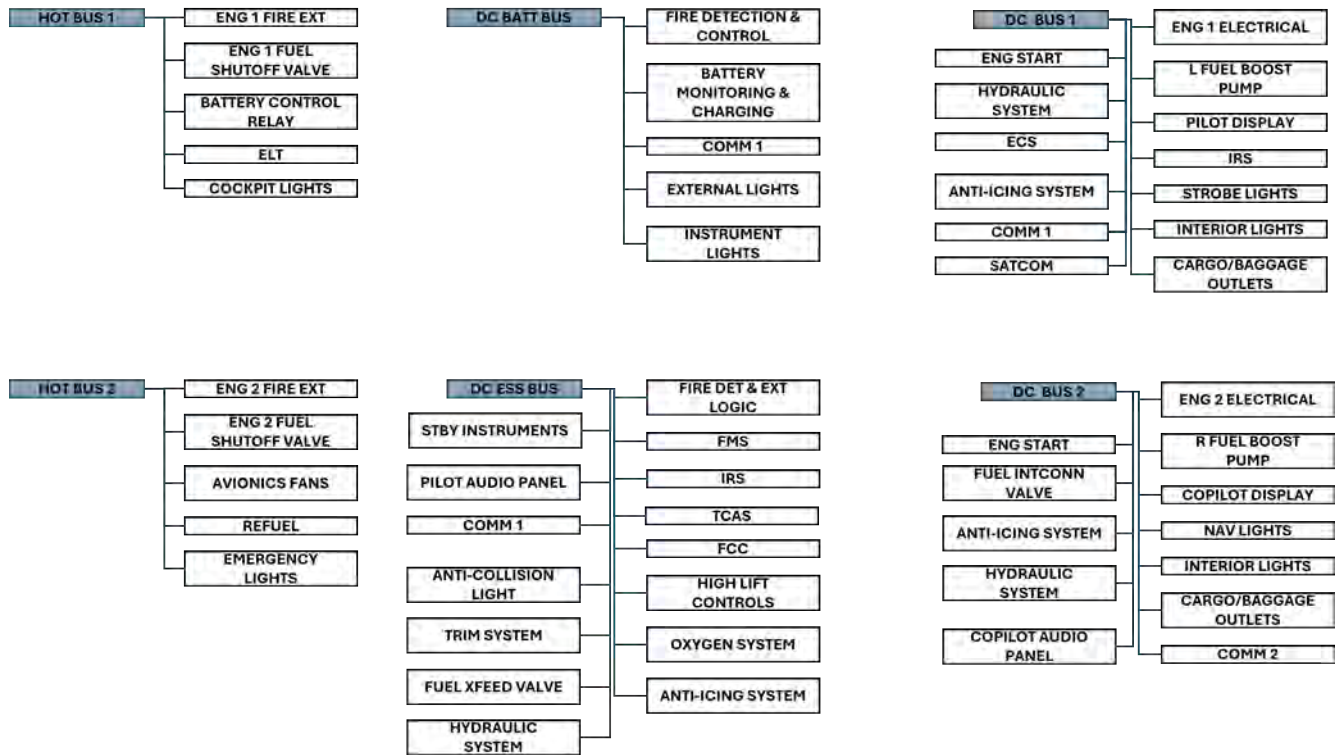 HOT BUS 1
ENG 1 FIRE EXT
ENG 1 FUEL
SHUTOFF VALVE
BATTERY CONTROL
RELAY
ELT
COCKPIT LIGHTS
DC BATT BUS
FIRE DETECTION &
CONTROL
BATTERY
MONITORING &
CHARGING
COMM 1
EXTERNAL LIGHTS
INSTRUMENT
LIGHTS
DC BUS 1
ENG START
HYDRAULIC
SYSTEM
ECS
ANTI-ICING SYSTEM
COMM 1
SATCOM
ENG 1 ELECTRICAL
L FUEL BOOST
PUMP
PILOT DISPLAY
IRS
STROBE LIGHTS
INTERIOR LIGHTS
CARGO/BAGGAGE
OUTLETS
HOT BUS 2
ENG 2 FIRE EXT
ENG 2 FUEL
SHUTOFF VALVE
AVIONICS FANS
REFUEL
EMERGENCY
LIGHTS
DC ESS BUS
STBY INSTRUMENTS
PILOT AUDIO PANEL
COMM 1
ANTI-COLLISION
LIGHT
TRIM SYSTEM
FUEL XFEED VALVE
HYDRAULIC
SYSTEM
FIRE DET & EXT
LOGIC
FMS
IRS
TCAS
FCC
HIGH LIFT
CONTROLS
OXYGEN SYSTEM
ANTI-ICING SYSTEM
DC BUS 2
ENG START
FUEL INTCONN
VALVE
ANTI-ICING SYSTEM
HYDRAULIC
SYSTEM
COPILOT AUDIO
PANEL
ENG 2 ELECTRICAL
R FUEL BOOST
PUMP
COPILOT DISPLAY
NAV LIGHTS
INTERIOR LIGHTS
CARGO/BAGGAGE
OUTLETS
COMM 2